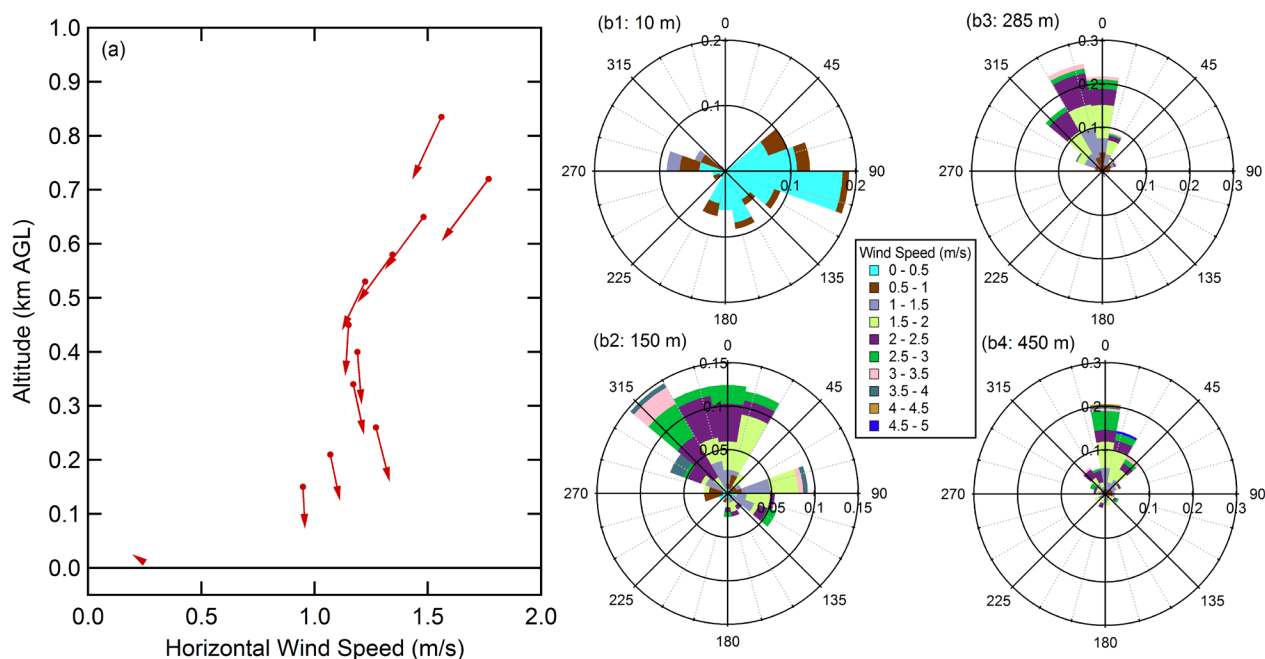 (a)
Altitude (km AGL)
1.0
0.9
0.8
0.7
0.6
0.5
0.4
0.3
0.2
0.1
0.0
0.0 0.5 1.0 1.5 2.0
Horizontal Wind Speed (m/s)
(b1: 10 m)
0
45
90
135
180
225
270
315
0.2
0.1
0.1 0.2
(b3: 285 m)
0
45
90
135
180
225
270
315
0.3
0.2
0.1
0.1 0.2 0.3
Wind Speed (m/s)
0 - 0.5
0.5 - 1
1 - 1.5
1.5 - 2
2 - 2.5
2.5 - 3
3 - 3.5
3.5 - 4
4 - 4.5
4.5 - 5
(b2: 150 m)
0
45
90
135
180
225
270
315
0.15
0.1
0.05
0.05 0.1 0.15
(b4: 450 m)
0
45
90
135
180
225
270
315
0.3
0.2
0.1
0.1 0.2 0.3